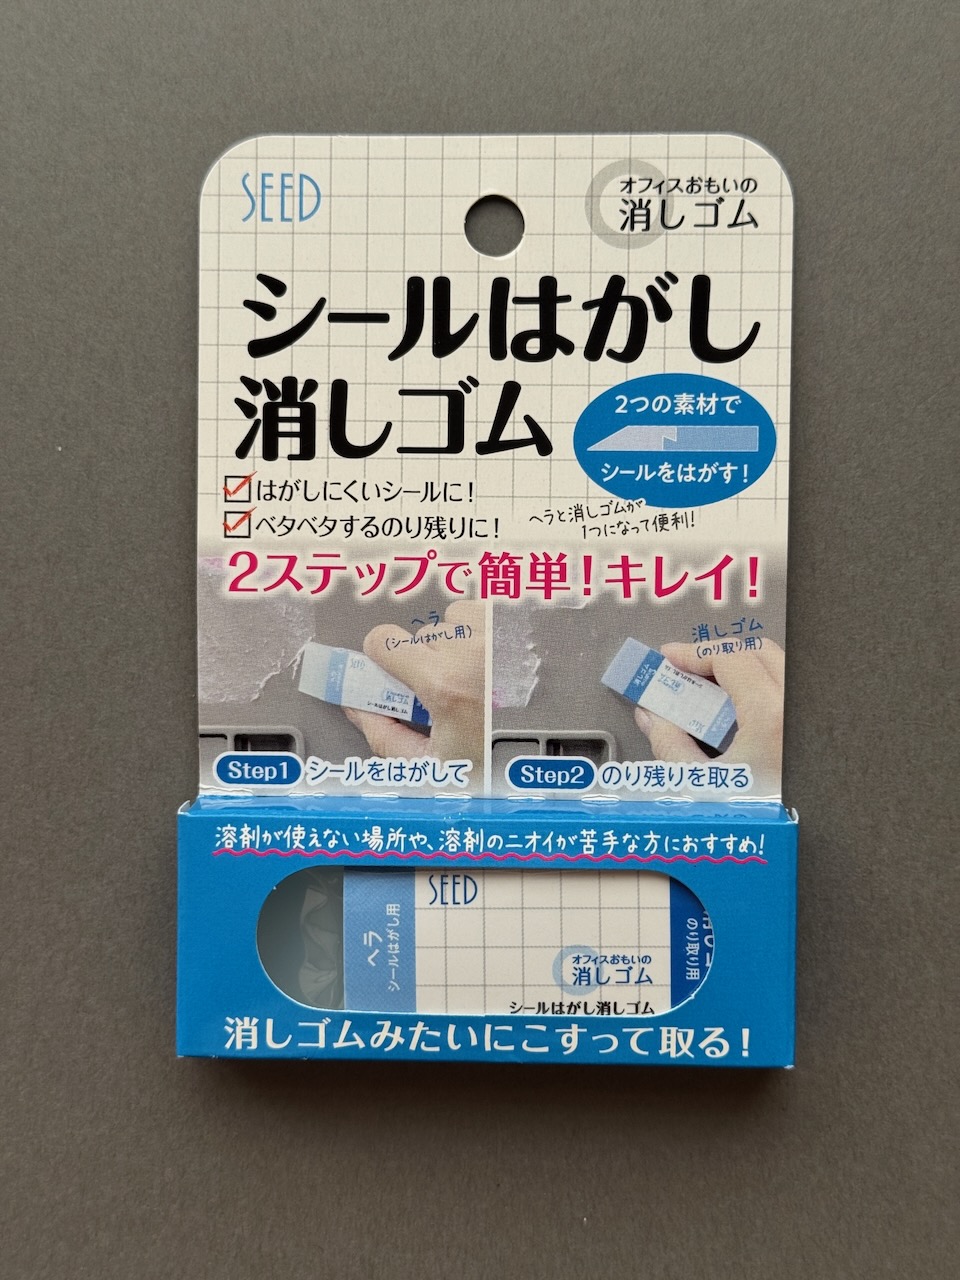 SEED
オフィスおもいの
消しゴム
シールはがし
消しゴム
2つの素材で
シールをはがす!
はがしにくいシールに!
ベタベタするのり残りに!
ヘラと消しゴムが
1つになって便利!
2ステップで簡単!キレイ!
ヘラ
(シールはがし用)
消しゴム
(のり取り用)
Step1 シールをはがして
Step2 のり残りを取る
溶剤が使えない場所や、溶剤のニオイが苦手な方におすすめ!
ヘラ
シールはがし用
SEED
オフィスおもいの
消しゴム
シールはがし消しゴム
のり取り用
消しゴムみたいにこすって取る!